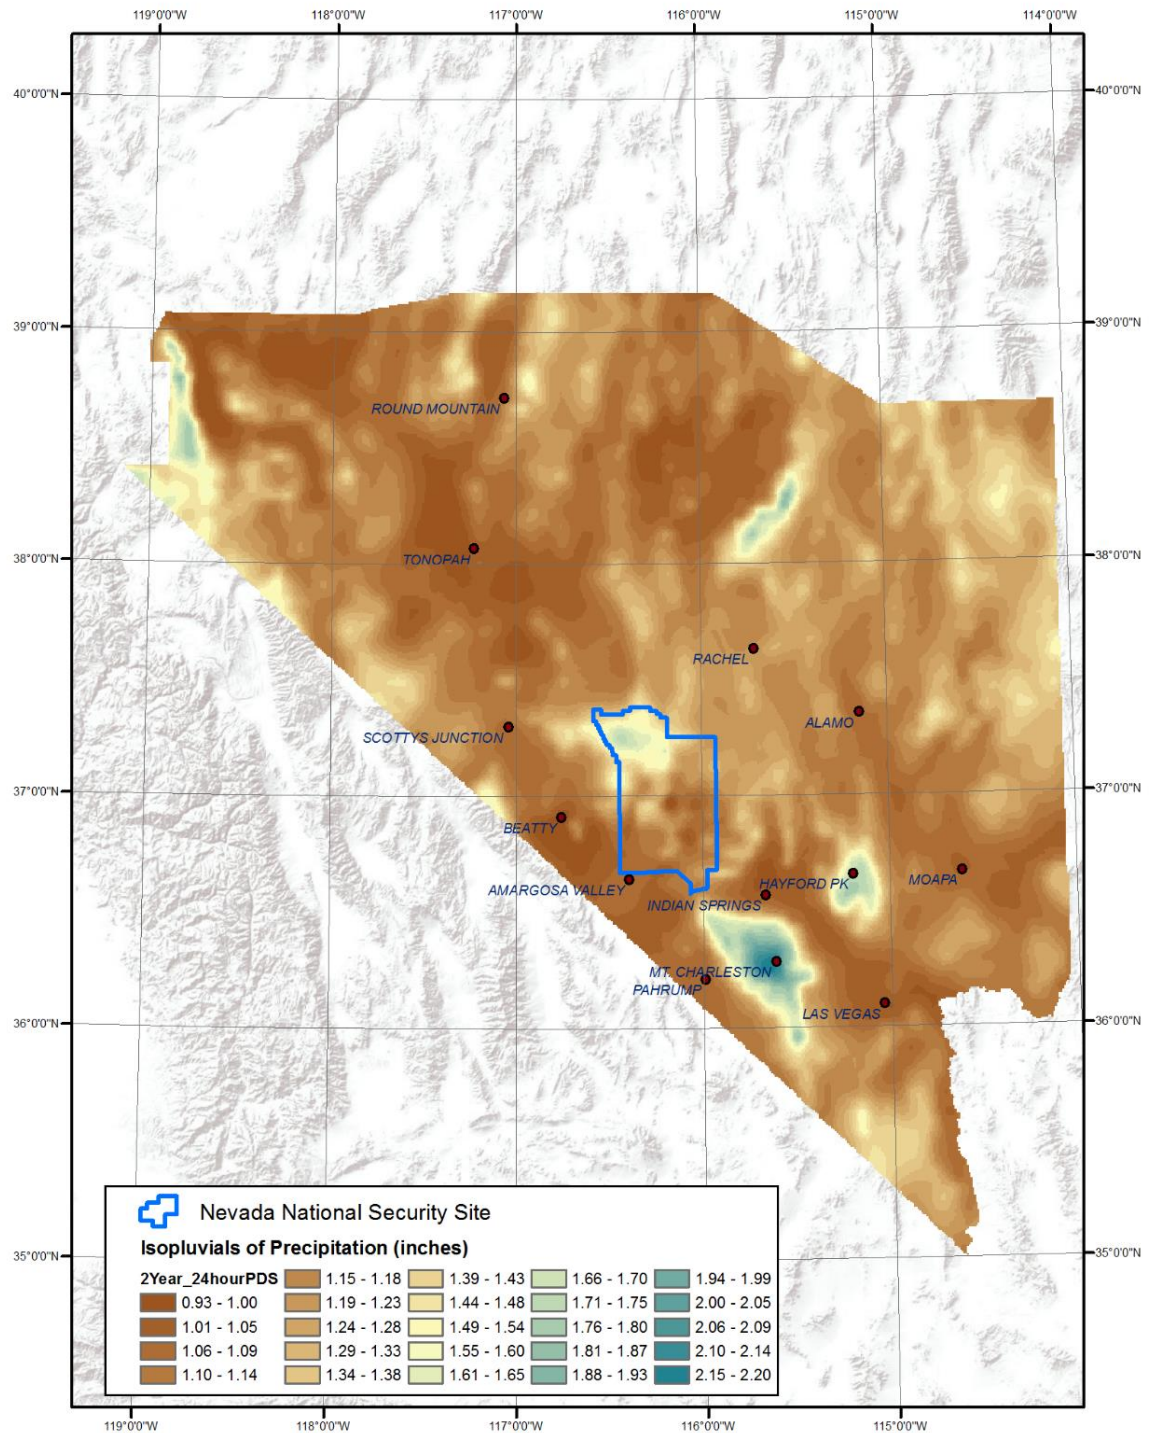 119°0'0"W 118°0'0"W 117°0'0"W 116°0'0"W 115°0'0"W 114°0'0"W
40°0'0"N 40°0'0"N
39°0'0"N 39°0'0"N
ROUND MOUNTAIN
38°0'0"N 38°0'0"N
TONOPAH
RACHEL
ALAMO
SCOTTYS JUNCTION
37°0'0"N 37°0'0"N
BEATTY
HAYFORD PK
MOAPA
AMARGOSA VALLEY
INDIAN SPRINGS
MT. CHARLESTON
PAHRUMP
LAS VEGAS
36°0'0"N 36°0'0"N
35°0'0"N 35°0'0"N
Nevada National Security Site
Isopluvials of Precipitation (inches)
2Year_24hourPDS 1.15 - 1.18 1.39 - 1.43 1.66 - 1.70 1.94 - 1.99
0.93 - 1.00 1.19 - 1.23 1.44 - 1.48 1.71 - 1.75 2.00 - 2.05
1.01 - 1.05 1.24 - 1.28 1.49 - 1.54 1.76 - 1.80 2.06 - 2.09
1.06 - 1.09 1.29 - 1.33 1.55 - 1.60 1.81 - 1.87 2.10 - 2.14
1.10 - 1.14 1.34 - 1.38 1.61 - 1.65 1.88 - 1.93 2.15 - 2.20
119°0'0"W 118°0'0"W 117°0'0"W 116°0'0"W 115°0'0"W